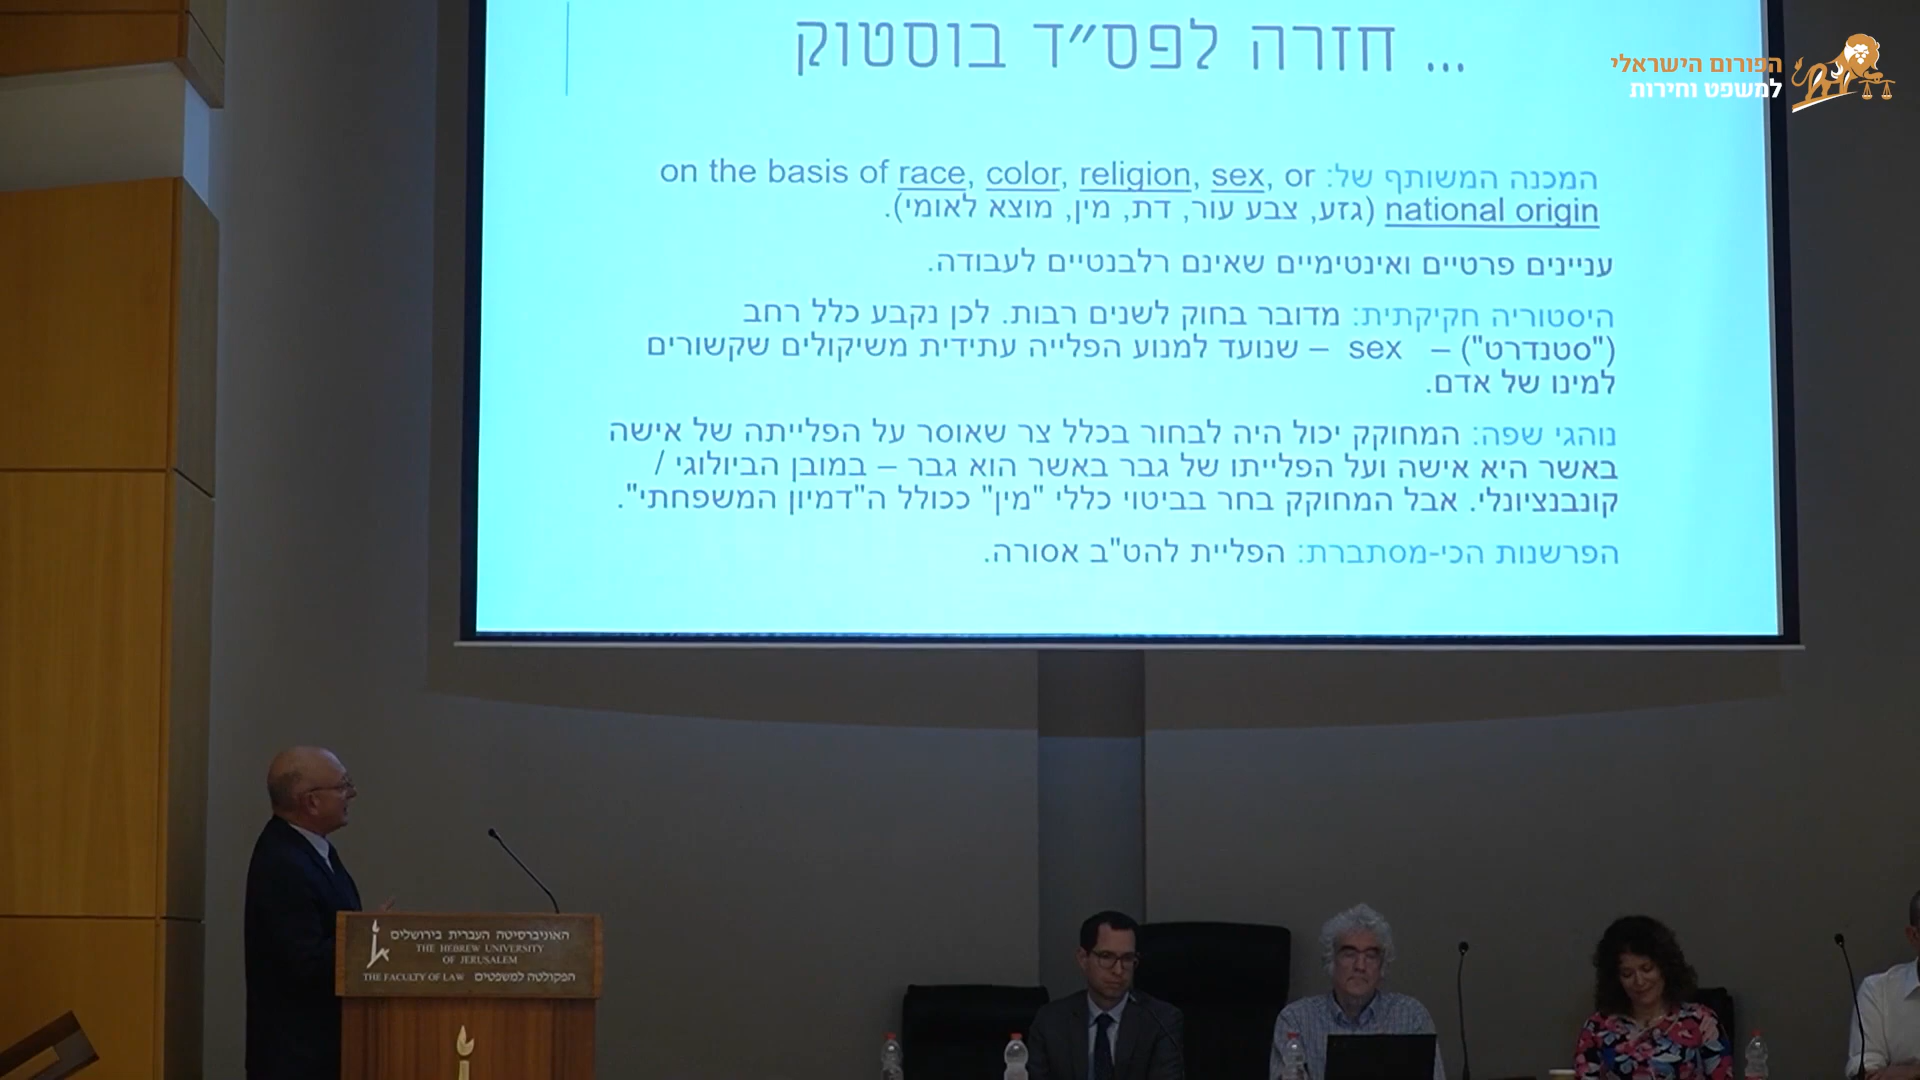 ... חזרה לפס״ד בוסטוק
הפורום הישראלי
למשפט וחירות
המכנה המשותף של: on the basis of race, color, religion, sex, or
national origin (גזע, צבע עור, דת, מין, מוצא לאומי).
עניינים פרטיים ואינטימיים שאינם רלבנטיים לעבודה.
היסטוריה חקיקתית: מדובר בחוק לשנים רבות. לכן נקבע כלל רחב
("סטנדרט") – sex – שנועד למנוע הפלייה עתידית משיקולים שקשורים
למינו של אדם.
נוהגי שפה: המחוקק יכול היה לבחור בכלל צר שאוסר על הפלייתה של אישה
באשר היא אישה ועל הפלייתו של גבר באשר הוא גבר – במובן הביולוגי /
קונבנציונלי. אבל המחוקק בחר בביטוי כללי "מין" ככולל ה"דמיון המשפחתי".
הפרשנות הכי-מסתברת: הפליית להט"ב אסורה.
האוניברסיטה העברית בירושלים
THE HEBREW UNIVERSITY
OF JERUSALEM
THE FACULTY OF LAW הפקולטה למשפטים